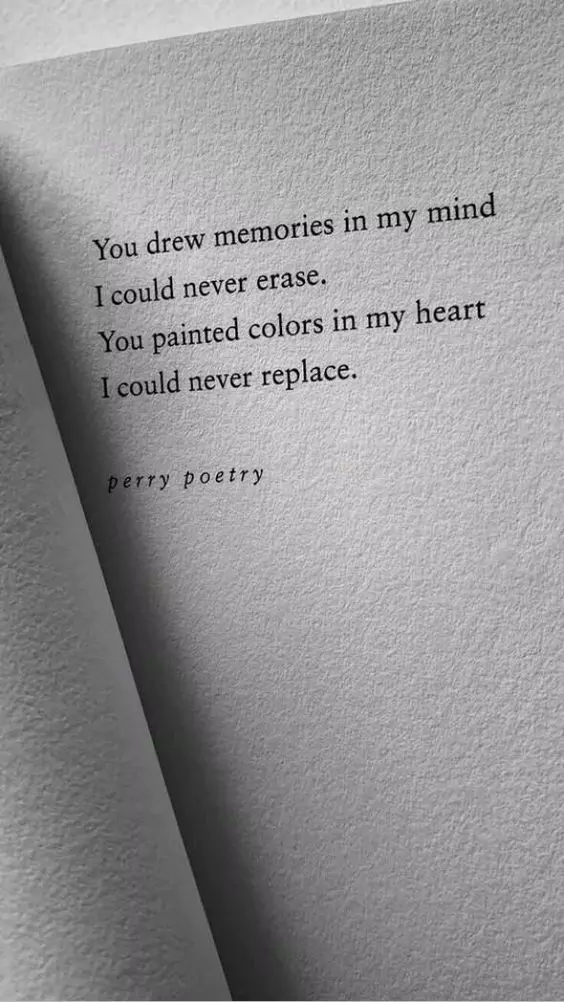 You drew memories in my mind
I could never erase.
You painted colors in my heart
I could never replace.
perry poetry